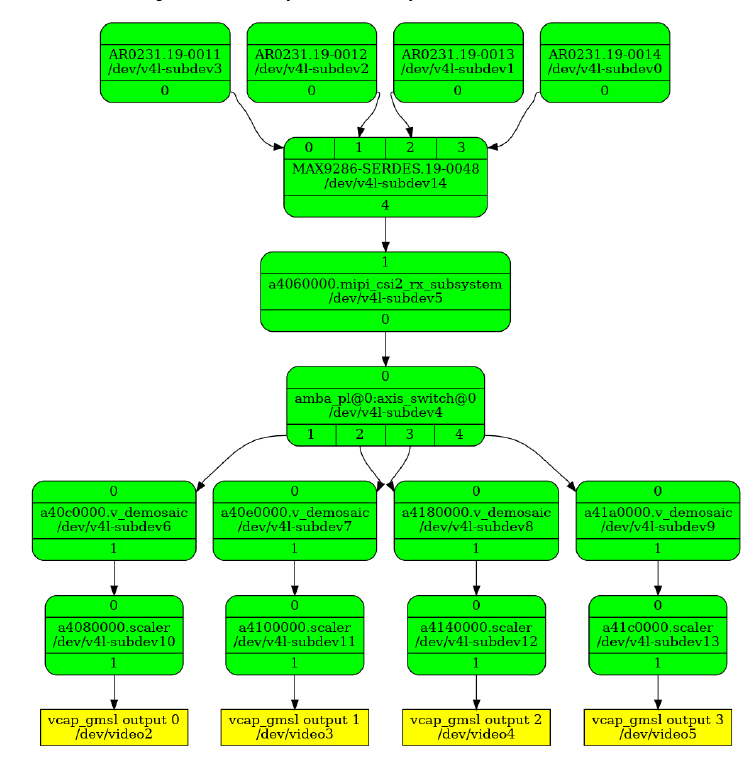 AR0231.19-0011
/dev/v4l-subdev3
0
AR0231.19-0012
/dev/v4l-subdev2
0
AR0231.19-0013
/dev/v4l-subdev1
0
AR0231.19-0014
/dev/v4l-subdev0
0
0 1 2 3
MAX9286-SERDES.19-0048
/dev/v4l-subdev14
4
1
a4060000.mipi_csi2_rx_subsystem
/dev/v4l-subdev5
0
0
amba_pl@0:axis_switch@0
/dev/v4l-subdev4
1 2 3 4
0
a40c0000.v_demosaic
/dev/v4l-subdev6
1
0
a40e0000.v_demosaic
/dev/v4l-subdev7
1
0
a4180000.v_demosaic
/dev/v4l-subdev8
1
0
a41a0000.v_demosaic
/dev/v4l-subdev9
1
0
a4080000.scaler
/dev/v4l-subdev10
1
0
a4100000.scaler
/dev/v4l-subdev11
1
0
a4140000.scaler
/dev/v4l-subdev12
1
0
a41c0000.scaler
/dev/v4l-subdev13
1
vcap_gmsl output 0
/dev/video2
vcap_gmsl output 1
/dev/video3
vcap_gmsl output 2
/dev/video4
vcap_gmsl output 3
/dev/video5